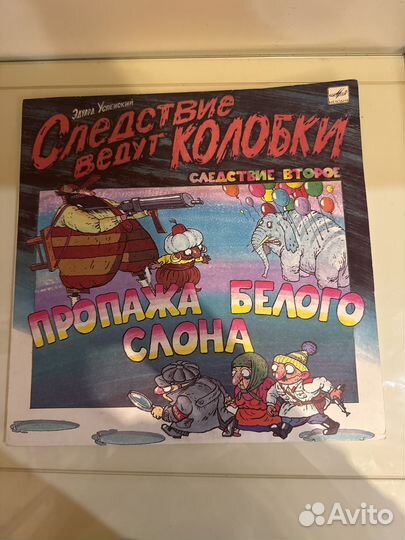 Эдуард Успенский
Следствие
ведут Колобки
Следствие второе
Пропажа белого
слона
Avito